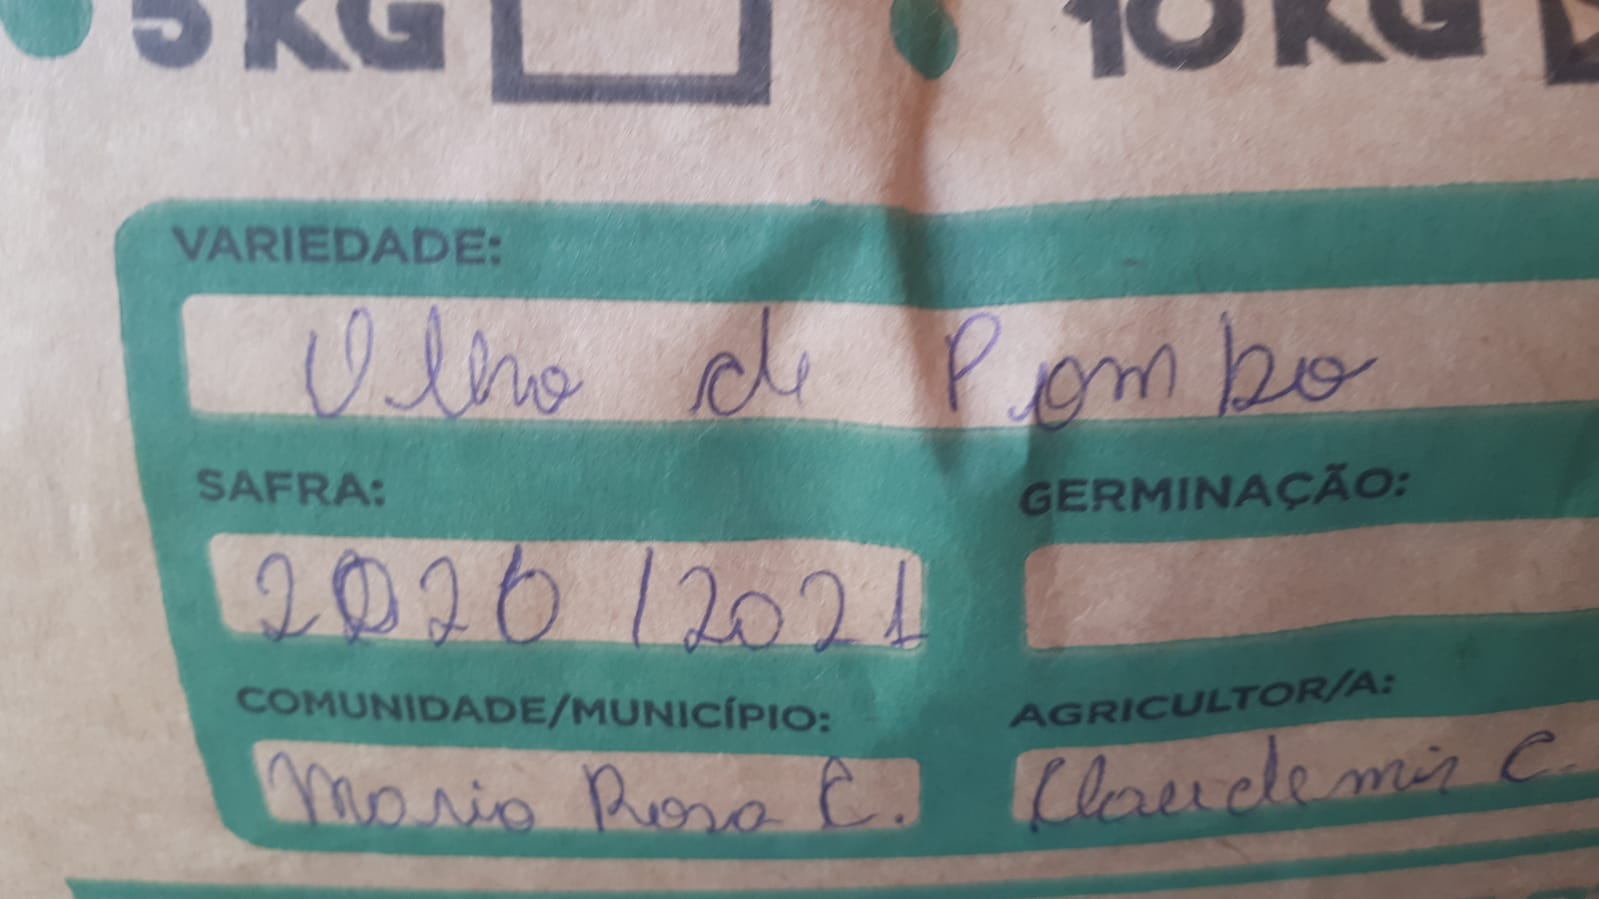 5 KG 10 KG
VARIEDADE:
Olho de Pombo
SAFRA: GERMINAÇÃO:
2020/2021
COMUNIDADE/MUNICÍPIO: AGRICULTOR/A:
Maria Rosa C. Claudemir C.